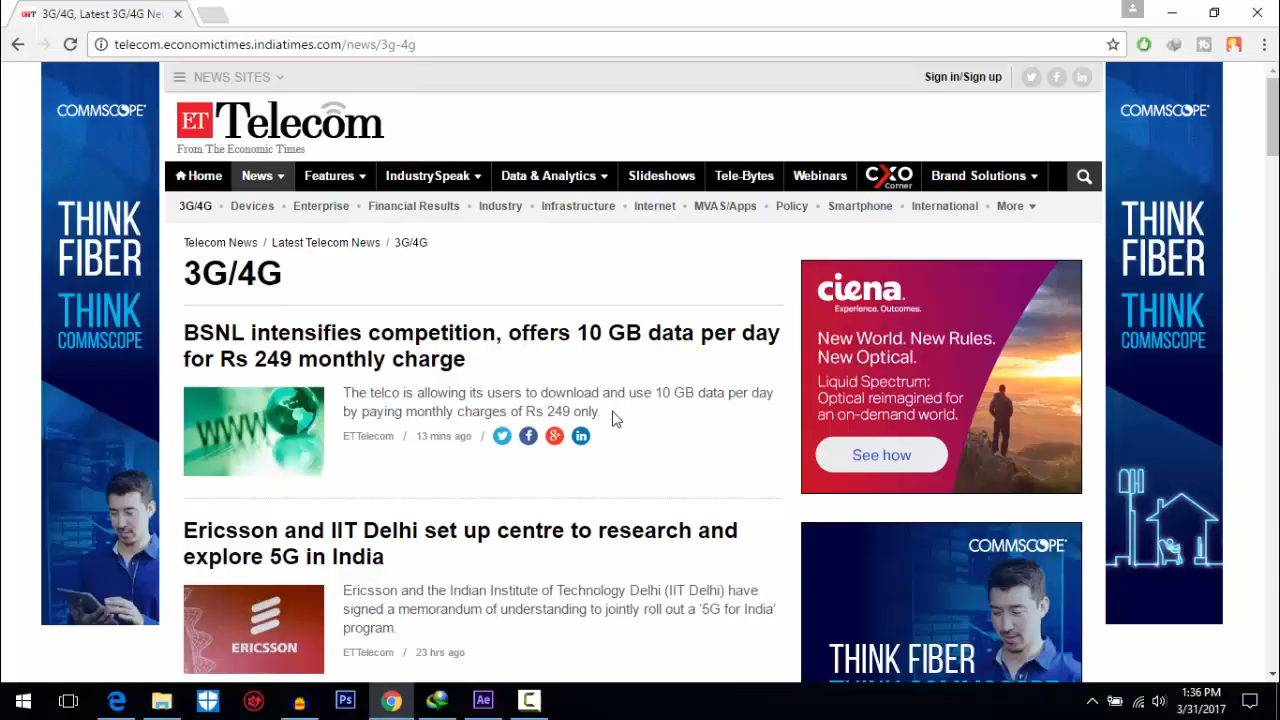 3G/4G, Latest 3G/4G Ne
telecom.economictimes.indiatimes.com/news/3g-4g
NEWS SITES
Sign in/Sign up
COMMSCOPE®
THINK
FIBER
THINK
COMMSCOPE
ET Telecom
From The Economic Times
Home
News
Features
IndustrySpeak
Data & Analytics
Slideshows
Tele-Bytes
Webinars
CXO
Corner
Brand Solutions
3G/4G • Devices • Enterprise • Financial Results • Industry • Infrastructure • Internet • MVAS/Apps • Policy • Smartphone • International • More
Telecom News / Latest Telecom News / 3G/4G
3G/4G
BSNL intensifies competition, offers 10 GB data per day
for Rs 249 monthly charge
WWW
The telco is allowing its users to download and use 10 GB data per day
by paying monthly charges of Rs 249 only.
ETTelecom / 13 mins ago /
Ericsson and IIT Delhi set up centre to research and
explore 5G in India
ERICSSON
Ericsson and the Indian Institute of Technology Delhi (IIT Delhi) have
signed a memorandum of understanding to jointly roll out a '5G for India'
program.
ETTelecom / 23 hrs ago
ciena.
Experience. Outcomes.
New World. New Rules.
New Optical.
Liquid Spectrum:
Optical reimagined for
an on-demand world.
See how
COMMSCOPE®
THINK FIBER
COMMSCOPE®
THINK
FIBER
THINK
COMMSCOPE
Ps
Ae
1:36 PM
3/31/2017